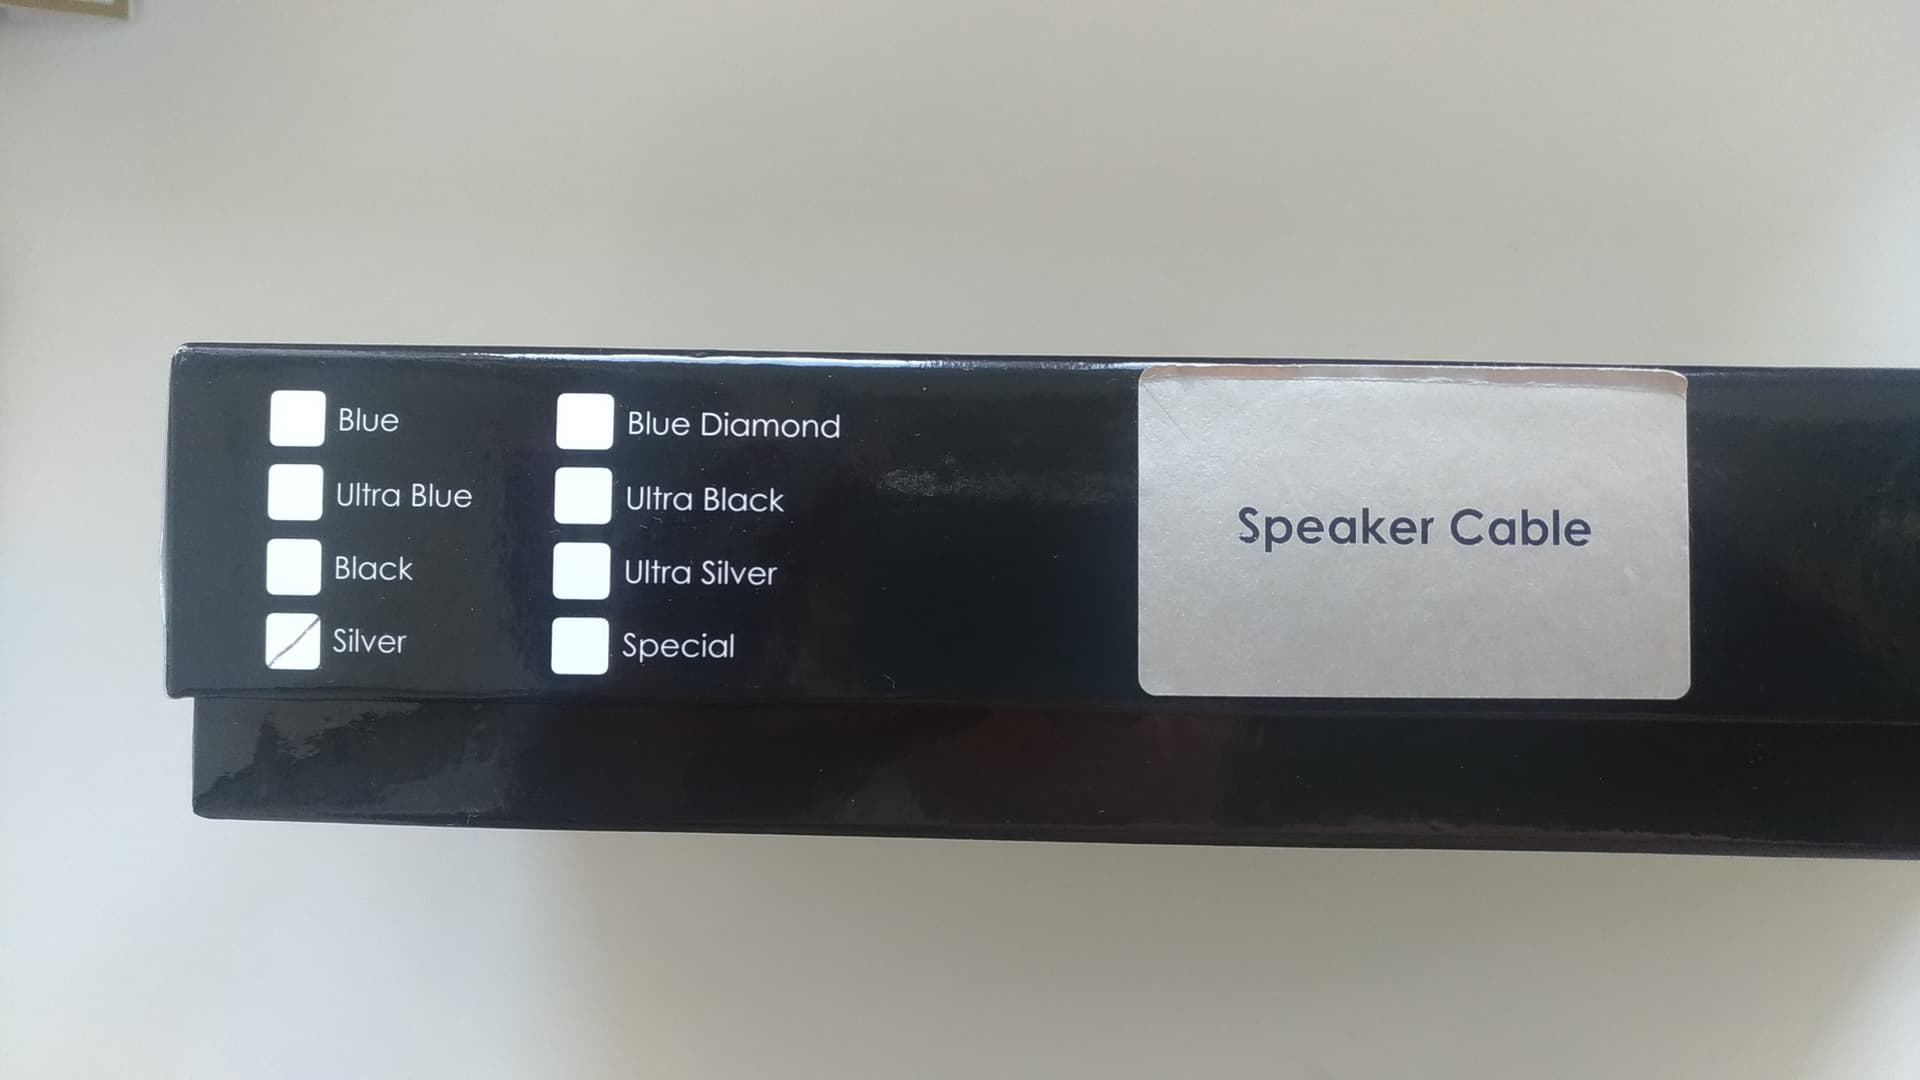 Blue
Ultra Blue
Black
Silver
Blue Diamond
Ultra Black
Ultra Silver
Special
Speaker Cable